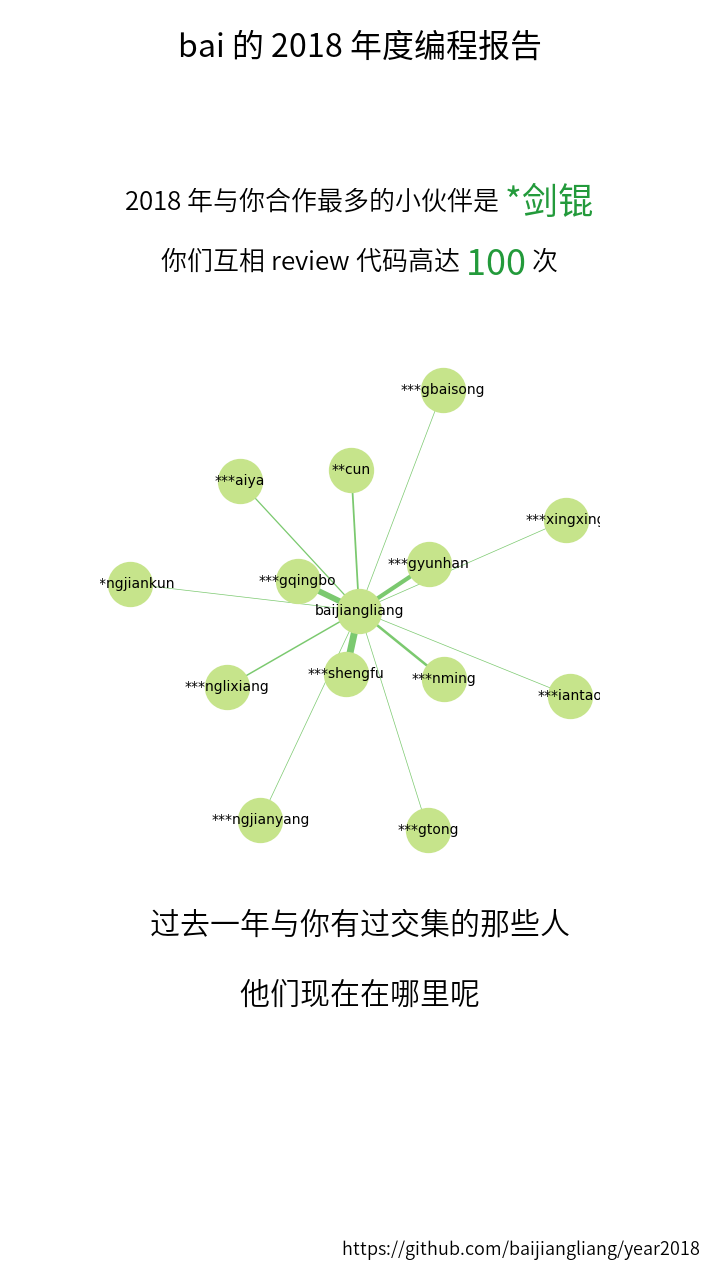 bai 的 2018 年度编程报告
2018 年与你合作最多的小伙伴是 *剑锟
你们互相 review 代码高达 100 次
***gbaisong
**cun
***aiya
***xingxing
***gyunhan
***gqingbo
*ngjiankun
baijiangliang
***shengfu
***nming
***nglixiang
***iantao
***ngjianyang
***gtong
过去一年与你有过交集的那些人
他们现在在哪里呢
https://github.com/baijiangliang/year2018